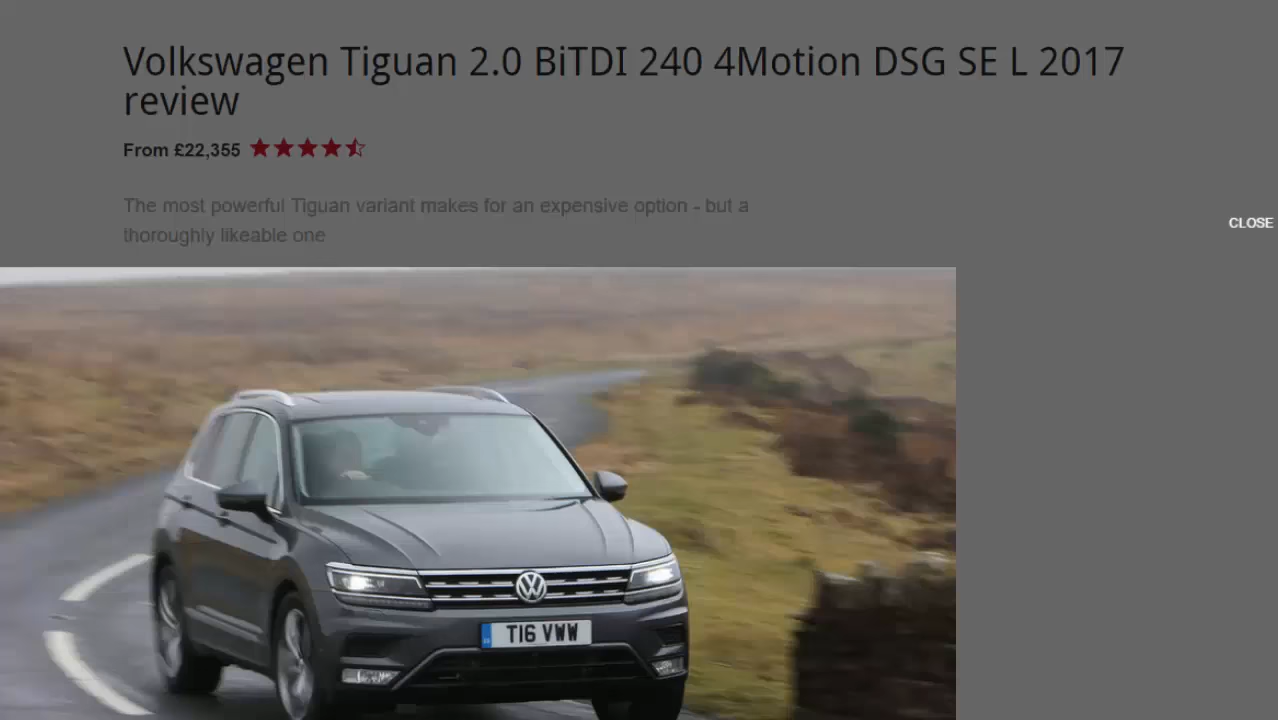 Volkswagen Tiguan 2.0 BiTDI 240 4Motion DSG SE L 2017
review
From £22,355
The most powerful Tiguan variant makes for an expensive option - but a
thoroughly likeable one
CLOSE
T16 VWW